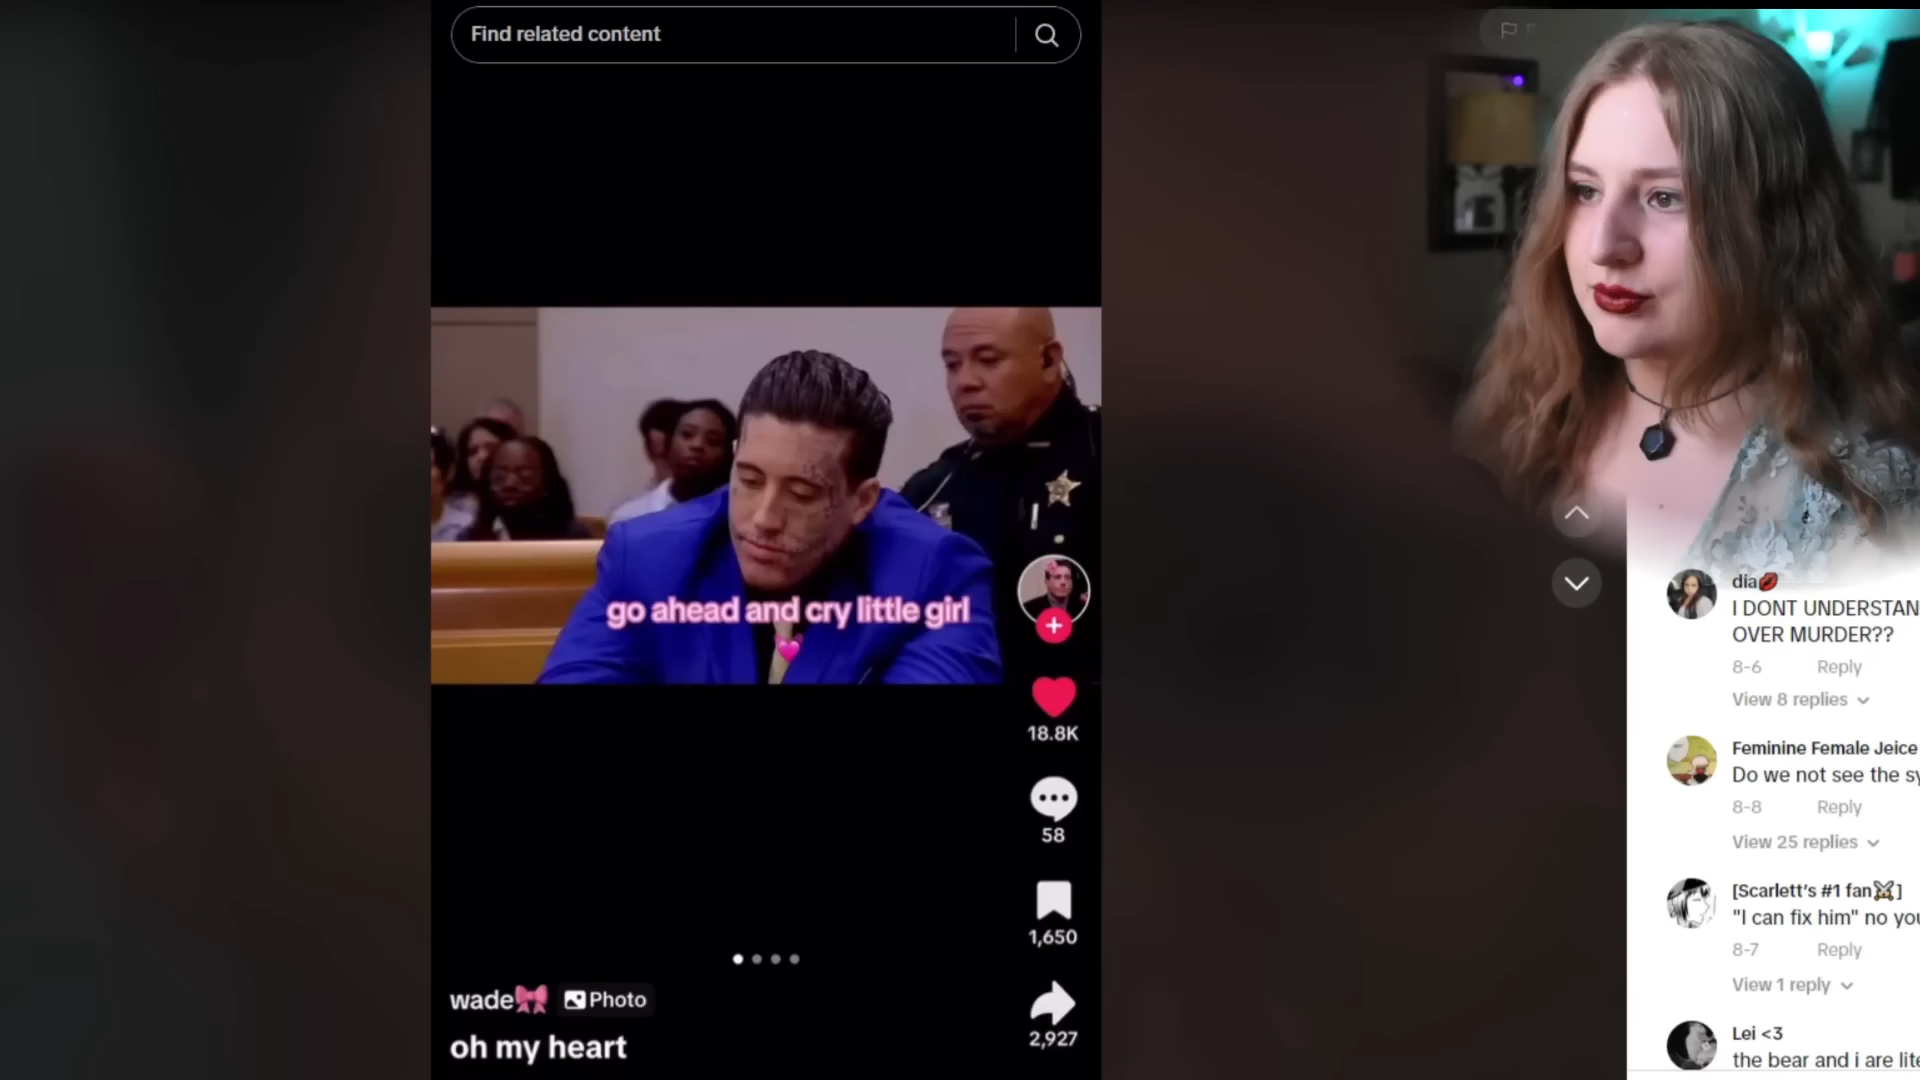 Find related content
go ahead and cry little girl
18.8K
58
1,650
2,927
wade🎀 Photo
oh my heart
dia💋
I DONT UNDERSTAN
OVER MURDER??
8-6 Reply
View 8 replies
Feminine Female Jeice
Do we not see the sy
8-8 Reply
View 25 replies
[Scarlett's #1 fan⚔️]
"I can fix him" no you
8-7 Reply
View 1 reply
Lei <3
the bear and i are lite